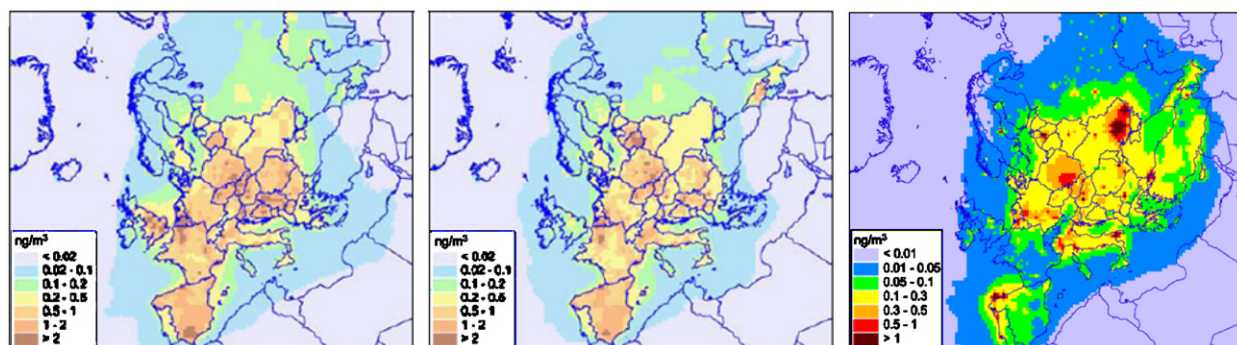 ng/m³
< 0.02
0.02 - 0.1
0.1 - 0.2
0.2 - 0.5
0.5 - 1
1 - 2
> 2
ng/m³
< 0.02
0.02 - 0.1
0.1 - 0.2
0.2 - 0.5
0.5 - 1
1 - 2
> 2
ng/m³
< 0.01
0.01 - 0.05
0.05 - 0.1
0.1 - 0.3
0.3 - 0.5
0.5 - 1
> 1